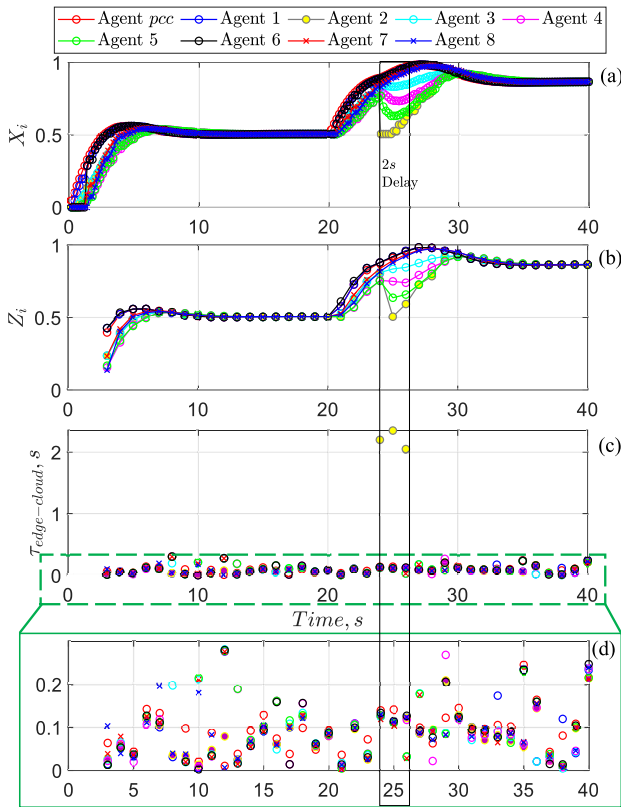 Agent pcc Agent 1 Agent 2 Agent 3 Agent 4
Agent 5 Agent 6 Agent 7 Agent 8
(a)
X_i
1
0.5
0
2s
Delay
0 10 20 30 40
(b)
Z_i
1
0.5
0
0 10 20 30 40
(c)
τ_{edge−cloud}, s
2
1
0
0 10 20 30 40
Time, s
(d)
0.2
0.1
0
0 5 10 15 20 25 30 35 40